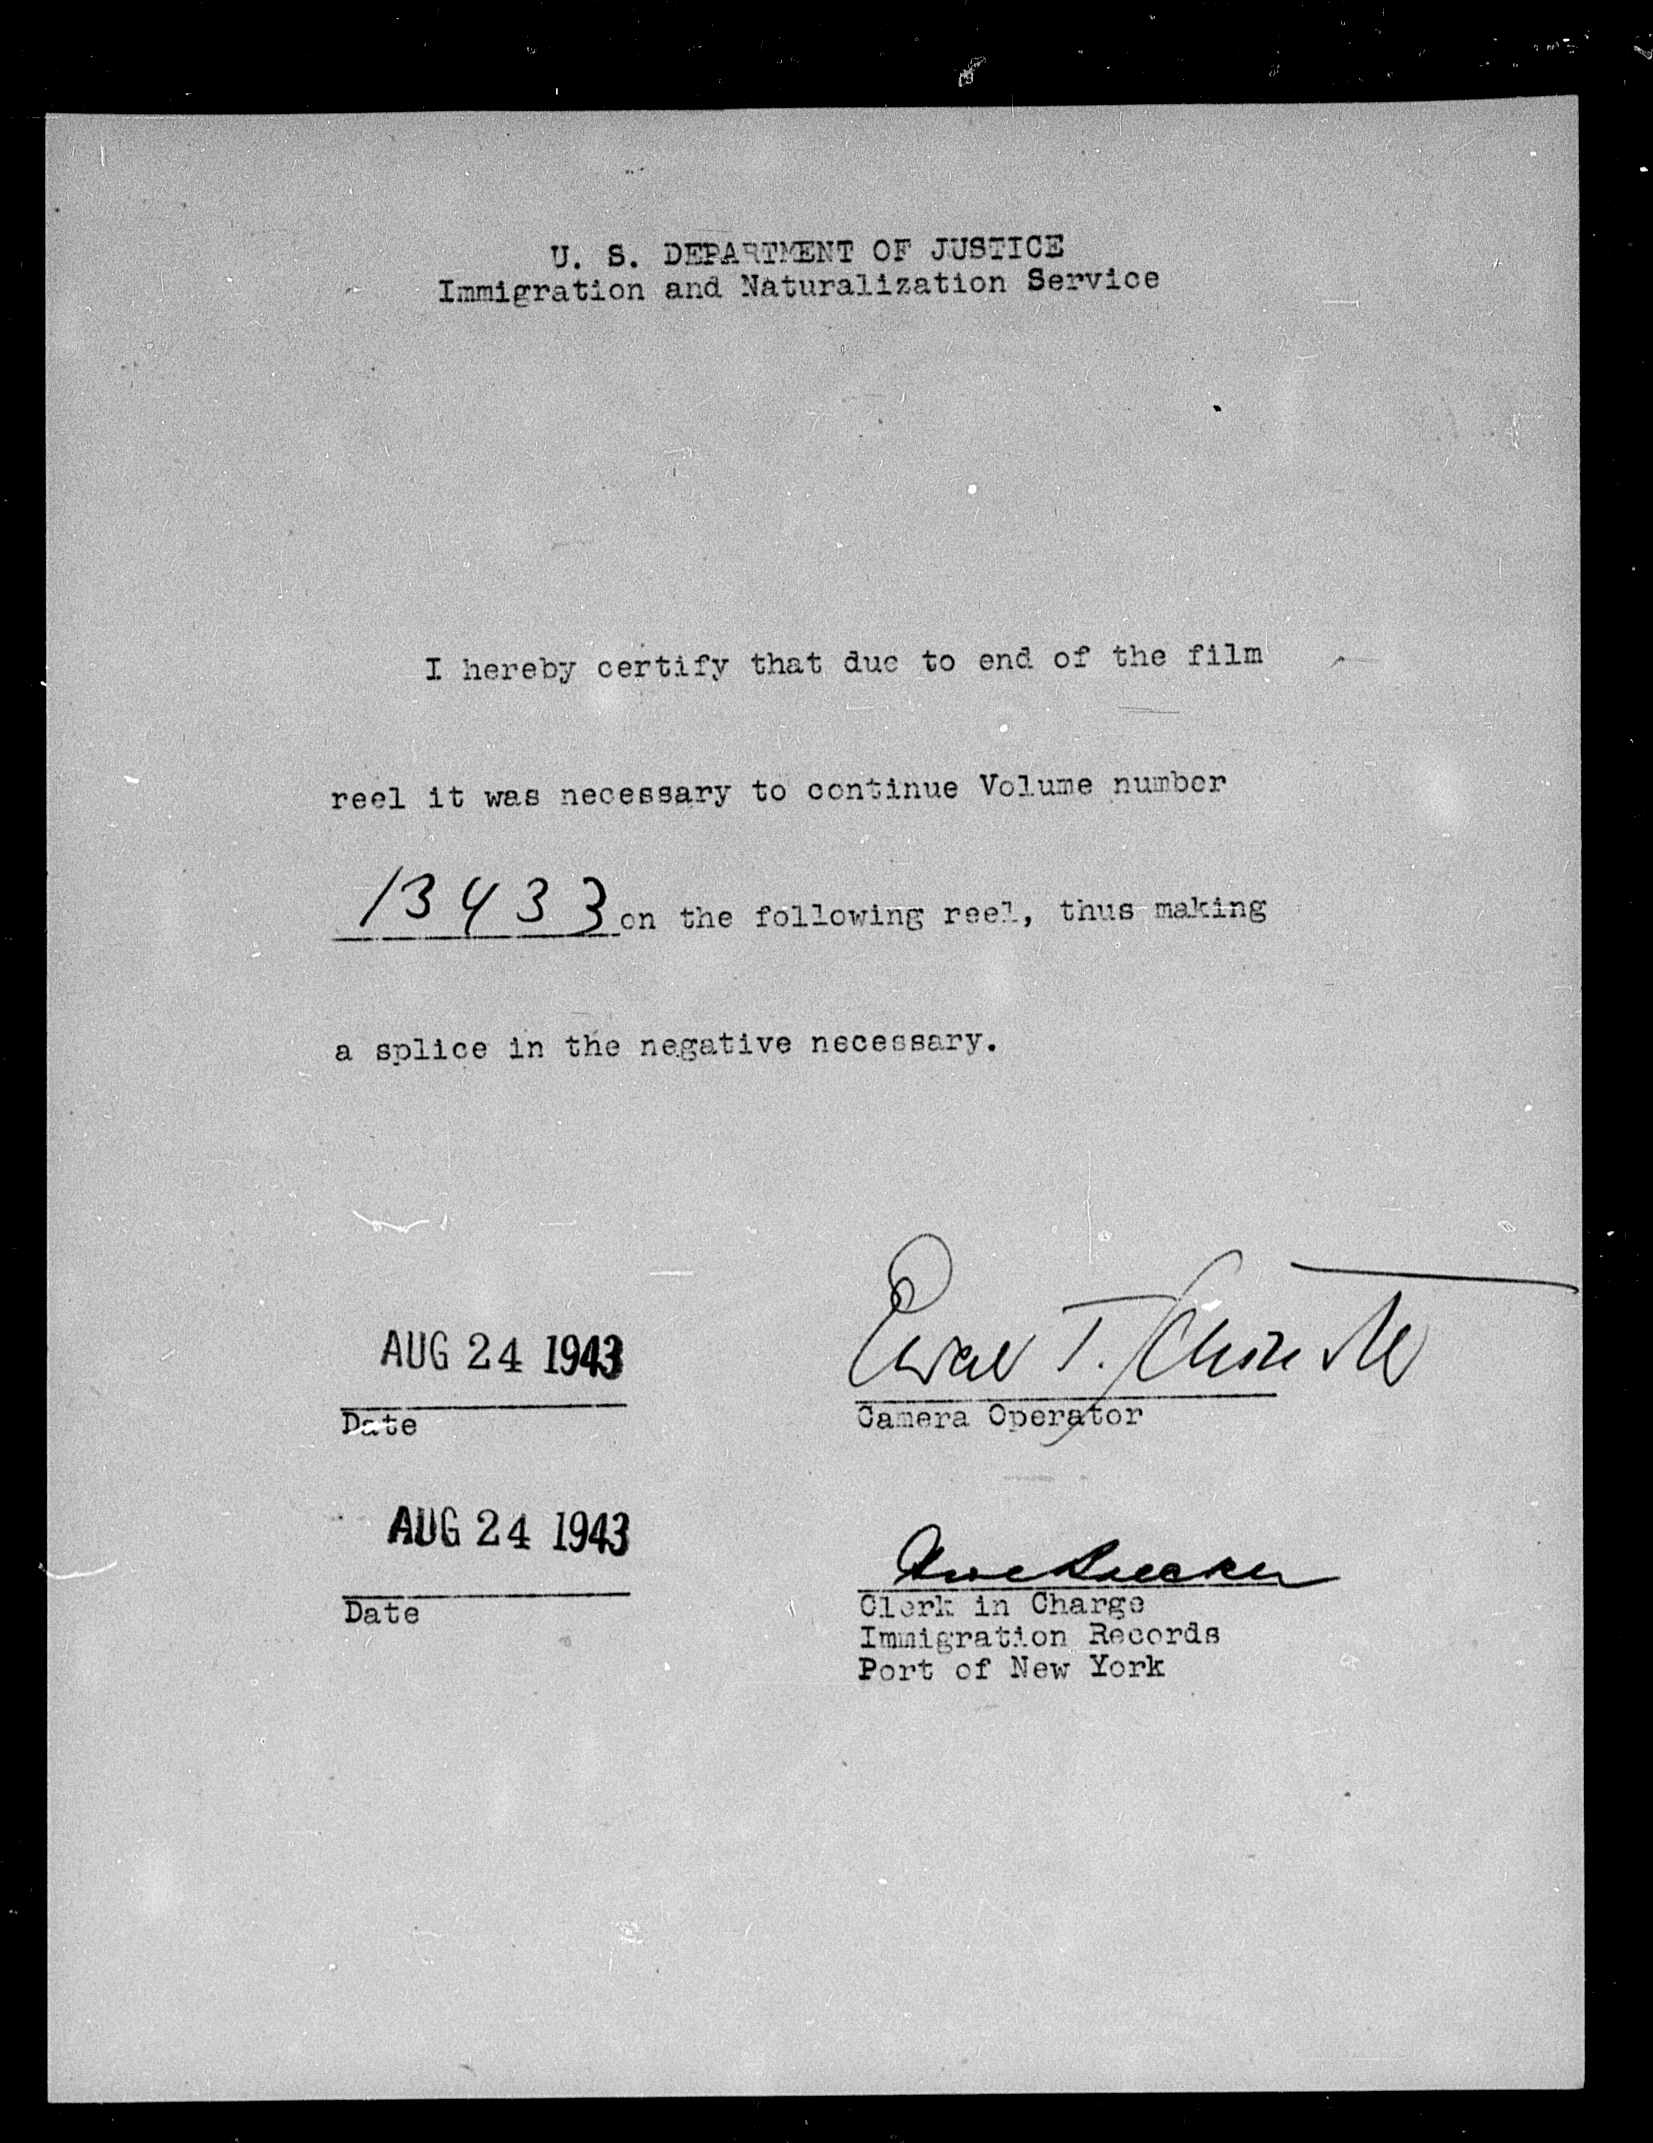 U. S. DEPARTMENT OF JUSTICE
Immigration and Naturalization Service
I hereby certify that due to end of the film
reel it was necessary to continue Volume number
13433 on the following reel, thus making
a splice in the negative necessary.
AUG 24 1943
T.
Date
Camera Operator
AUG 24 1943
Date
Clerk in Charge
Immigration Records
Port of New York